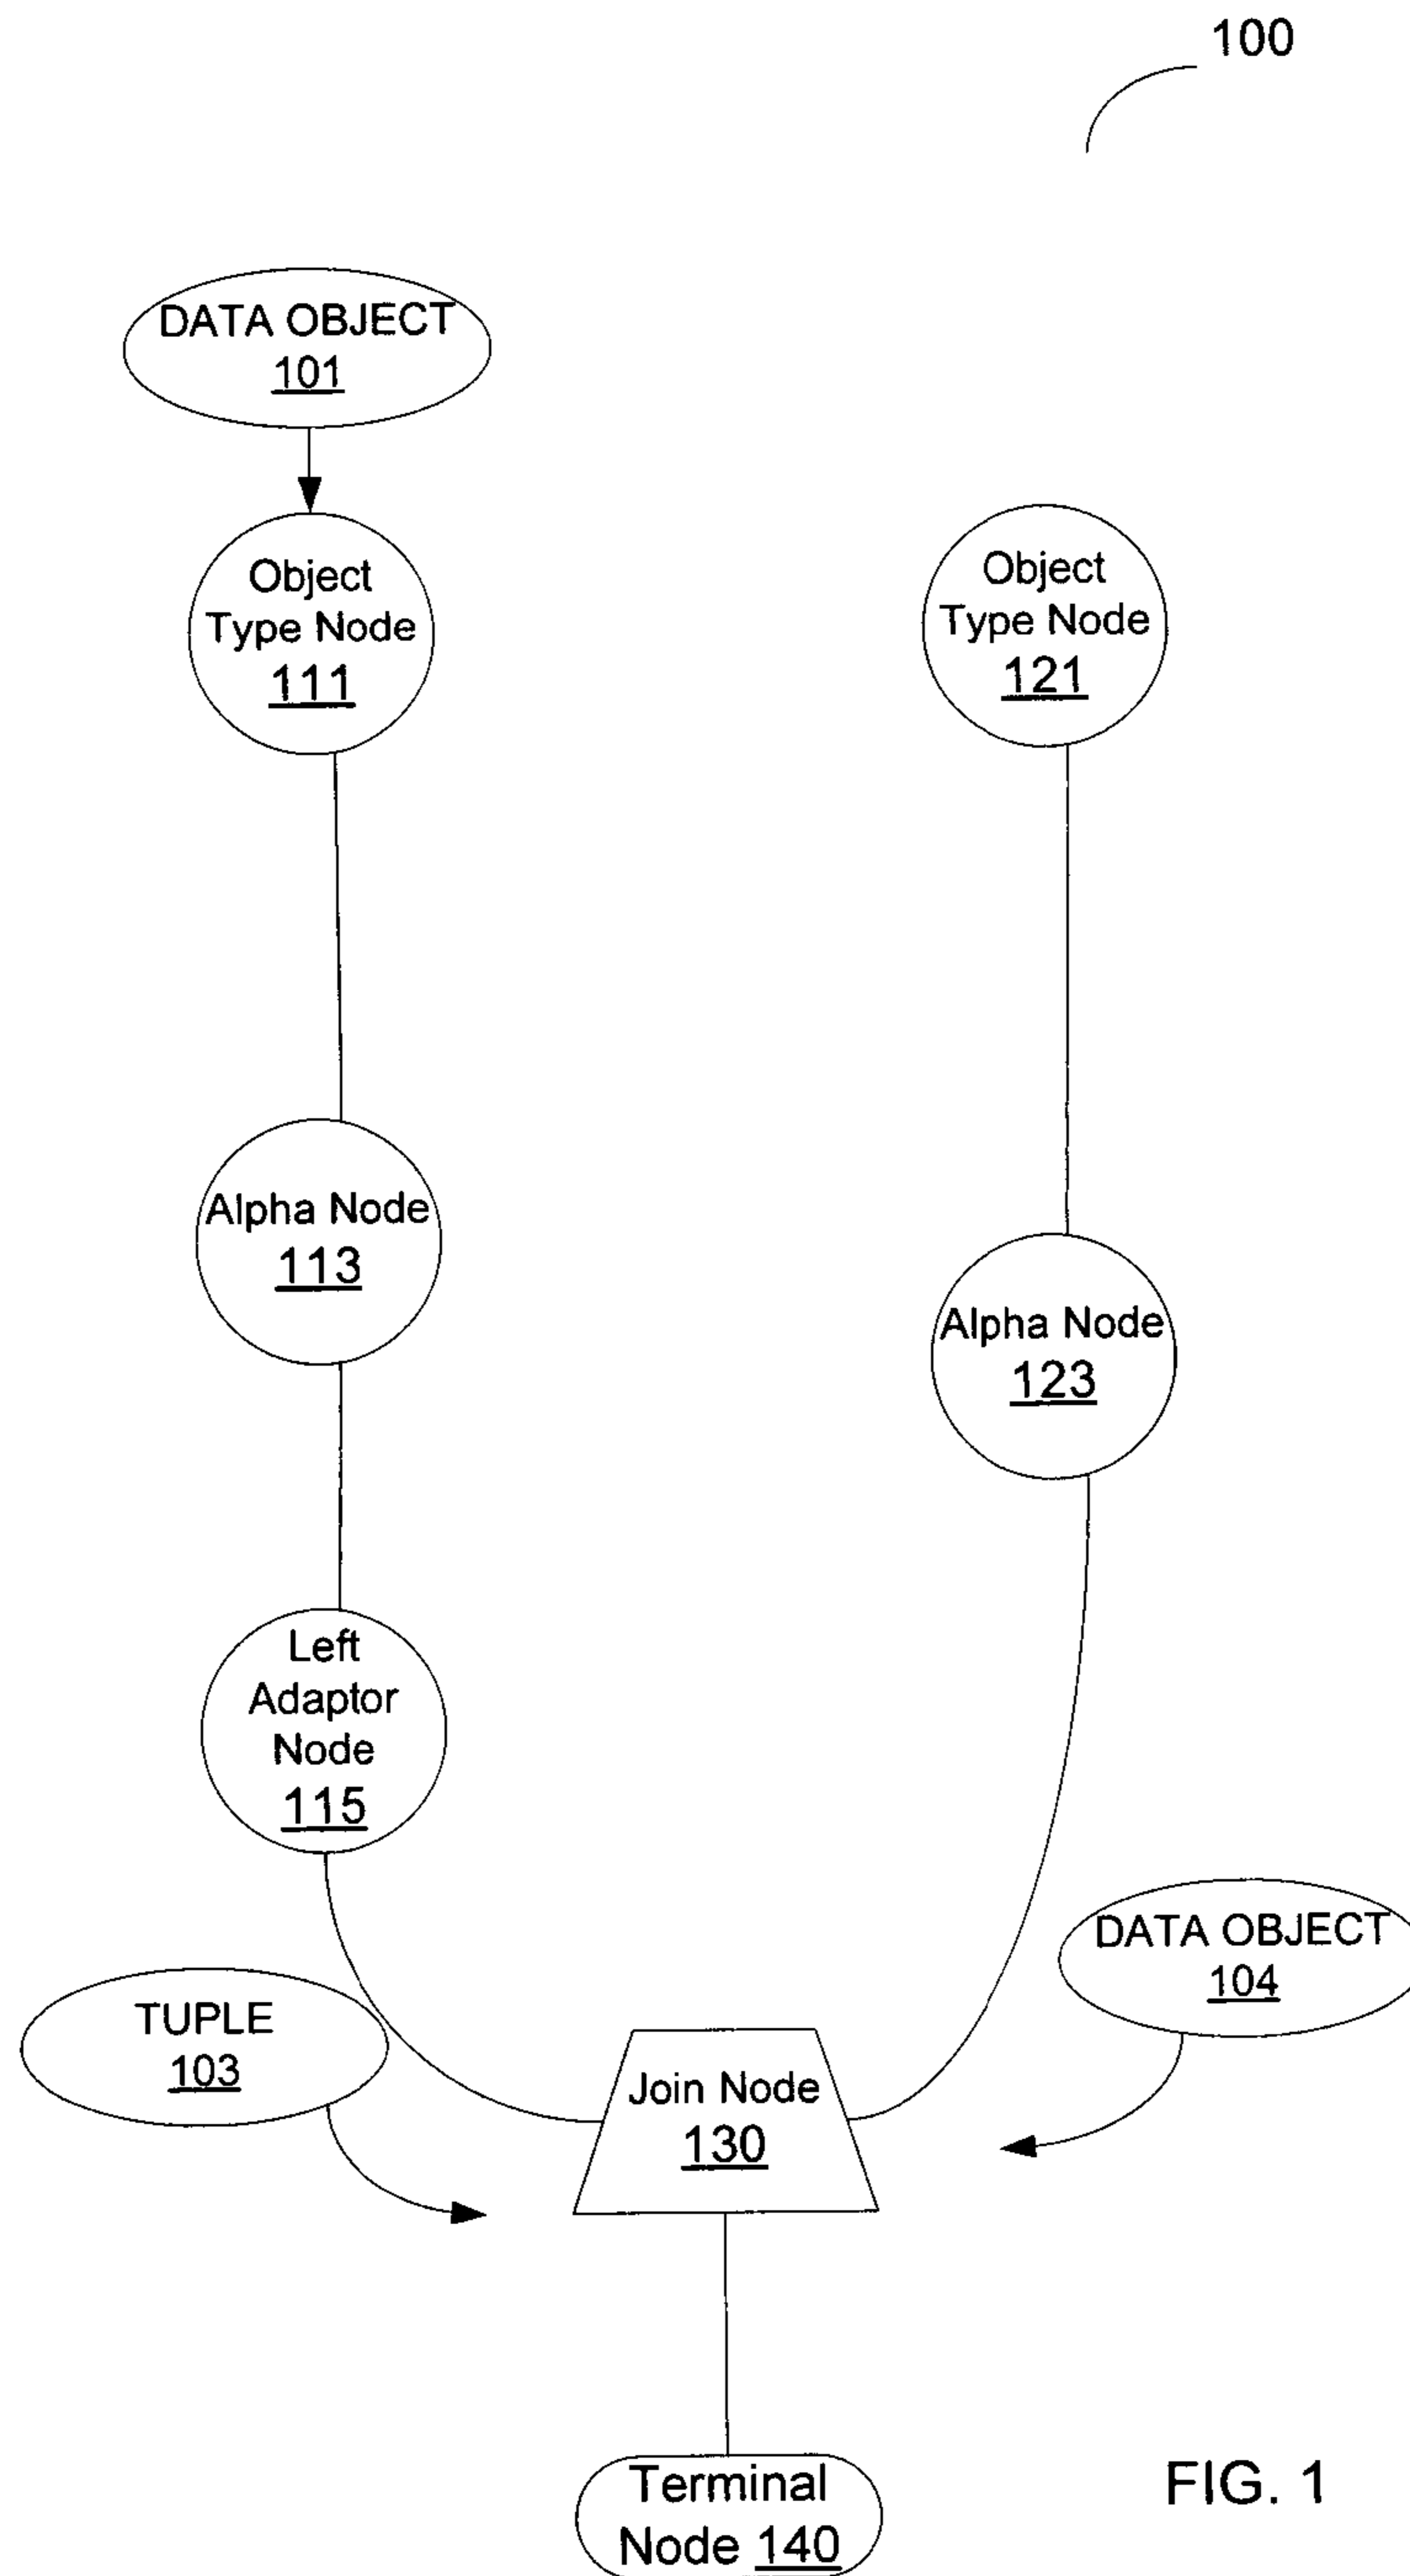 100
DATA OBJECT
101
Object
Type Node
111
Object
Type Node
121
Alpha Node
113
Alpha Node
123
Left
Adaptor
Node
115
DATA OBJECT
104
TUPLE
103
Join Node
130
Terminal
Node 140
FIG. 1